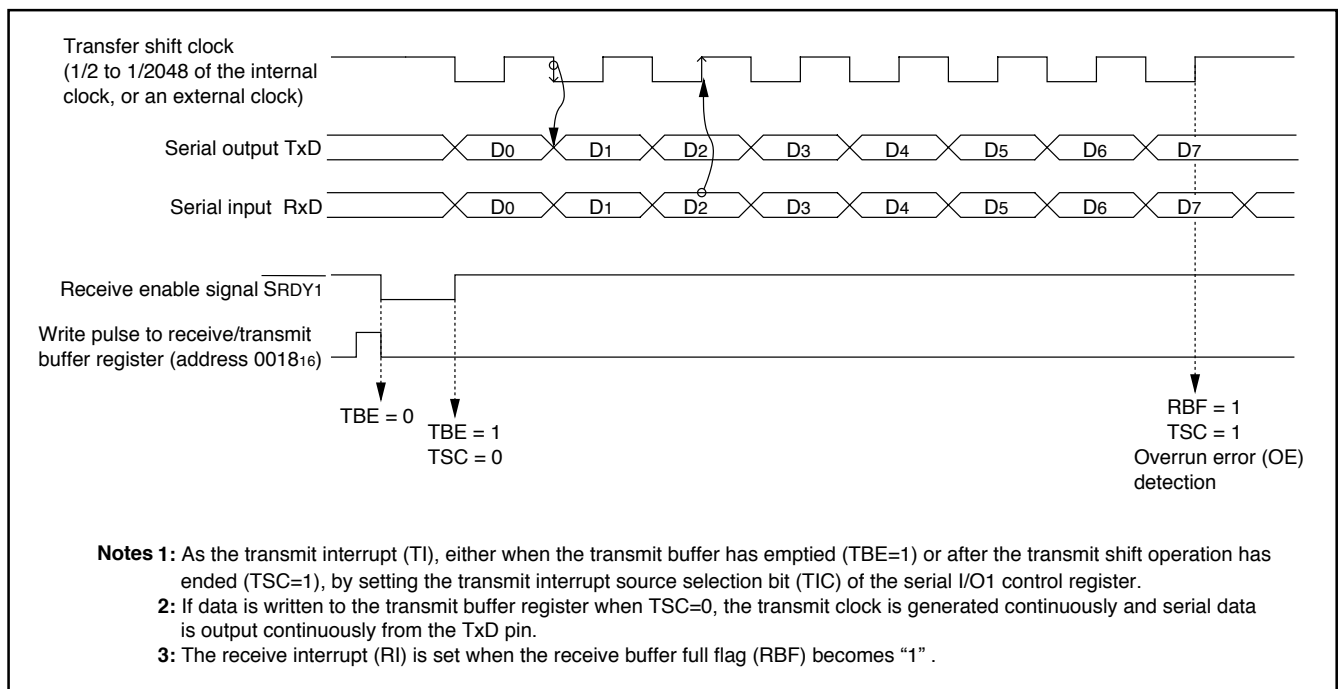 Transfer shift clock
(1/2 to 1/2048 of the internal
clock, or an external clock)
Serial output TxD
D0 D1 D2 D3 D4 D5 D6 D7
Serial input RxD
D0 D1 D2 D3 D4 D5 D6 D7
Receive enable signal SRDY1
Write pulse to receive/transmit
buffer register (address 001816)
TBE = 0
TBE = 1
TSC = 0
RBF = 1
TSC = 1
Overrun error (OE)
detection
Notes 1: As the transmit interrupt (TI), either when the transmit buffer has emptied (TBE=1) or after the transmit shift operation has
ended (TSC=1), by setting the transmit interrupt source selection bit (TIC) of the serial I/O1 control register.
2: If data is written to the transmit buffer register when TSC=0, the transmit clock is generated continuously and serial data
is output continuously from the TxD pin.
3: The receive interrupt (RI) is set when the receive buffer full flag (RBF) becomes “1” .